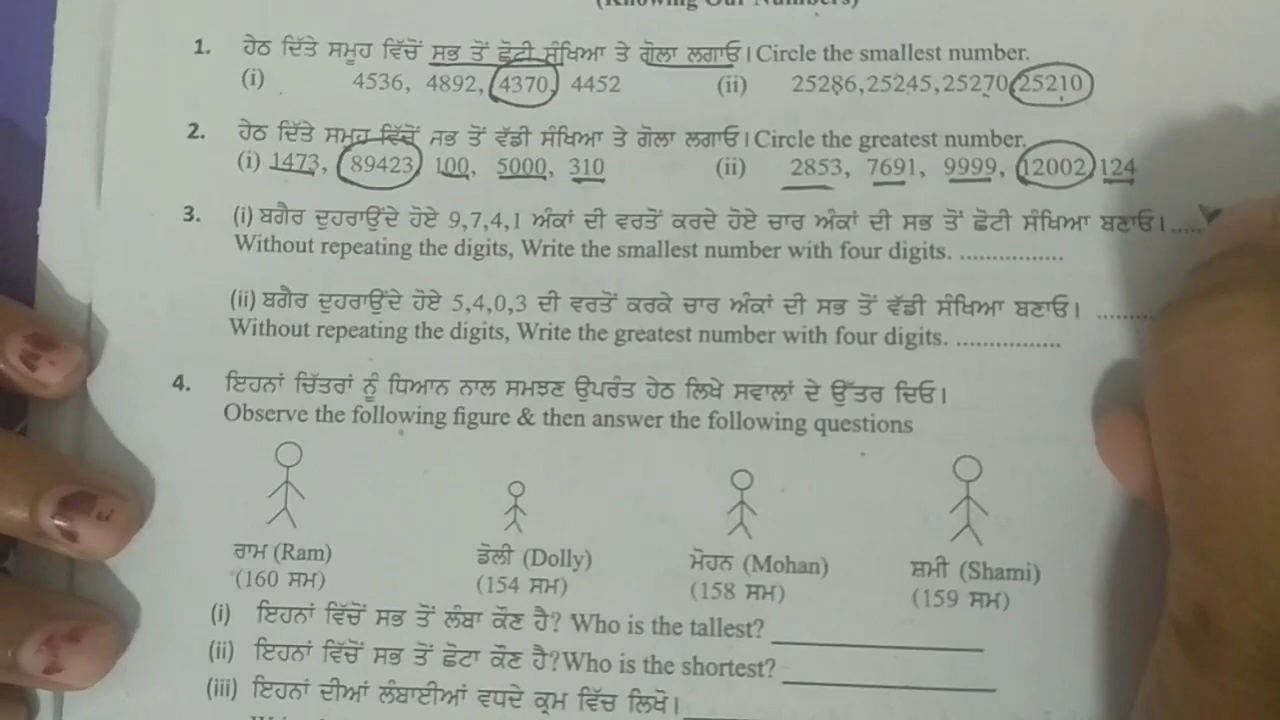 (Knowing Our Numbers)
1. ਹੇਠ ਦਿੱਤੇ ਸਮੂਹ ਵਿੱਚੋਂ ਸਭ ਤੋਂ ਛੋਟੀ ਸੰਖਿਆ ਤੇ ਗੋਲਾ ਲਗਾਓ। Circle the smallest number.
(i) 4536, 4892, 4370, 4452 (ii) 25286, 25245, 25270, 25210
2. ਹੇਠ ਦਿੱਤੇ ਸਮੂਹ ਵਿੱਚੋਂ ਸਭ ਤੋਂ ਵੱਡੀ ਸੰਖਿਆ ਤੇ ਗੋਲਾ ਲਗਾਓ। Circle the greatest number.
(i) 1473, 89423, 100, 5000, 310 (ii) 2853, 7691, 9999, 12002, 124
3. (i) ਬਗੈਰ ਦੁਹਰਾਉਂਦੇ ਹੋਏ 9,7,4,1 ਅੰਕਾਂ ਦੀ ਵਰਤੋਂ ਕਰਦੇ ਹੋਏ ਚਾਰ ਅੰਕਾਂ ਦੀ ਸਭ ਤੋਂ ਛੋਟੀ ਸੰਖਿਆ ਬਣਾਓ। .....
Without repeating the digits, Write the smallest number with four digits. ................
(ii) ਬਗੈਰ ਦੁਹਰਾਉਂਦੇ ਹੋਏ 5,4,0,3 ਦੀ ਵਰਤੋਂ ਕਰਕੇ ਚਾਰ ਅੰਕਾਂ ਦੀ ਸਭ ਤੋਂ ਵੱਡੀ ਸੰਖਿਆ ਬਣਾਓ। .........
Without repeating the digits, Write the greatest number with four digits. ................
4. ਇਹਨਾਂ ਚਿੱਤਰਾਂ ਨੂੰ ਧਿਆਨ ਨਾਲ ਸਮਝਣ ਉਪਰੰਤ ਹੇਠ ਲਿਖੇ ਸਵਾਲਾਂ ਦੇ ਉੱਤਰ ਦਿਓ।
Observe the following figure & then answer the following questions
ਰਾਮ (Ram) ਡੋਲੀ (Dolly) ਮੋਹਨ (Mohan) ਸ਼ਮੀ (Shami)
(160 ਸਮ) (154 ਸਮ) (158 ਸਮ) (159 ਸਮ)
(i) ਇਹਨਾਂ ਵਿੱਚੋਂ ਸਭ ਤੋਂ ਲੰਬਾ ਕੌਣ ਹੈ? Who is the tallest? ____________
(ii) ਇਹਨਾਂ ਵਿੱਚੋਂ ਸਭ ਤੋਂ ਛੋਟਾ ਕੌਣ ਹੈ? Who is the shortest? ____________
(iii) ਇਹਨਾਂ ਦੀਆਂ ਲੰਬਾਈਆਂ ਵਧਦੇ ਕ੍ਰਮ ਵਿੱਚ ਲਿਖੋ।